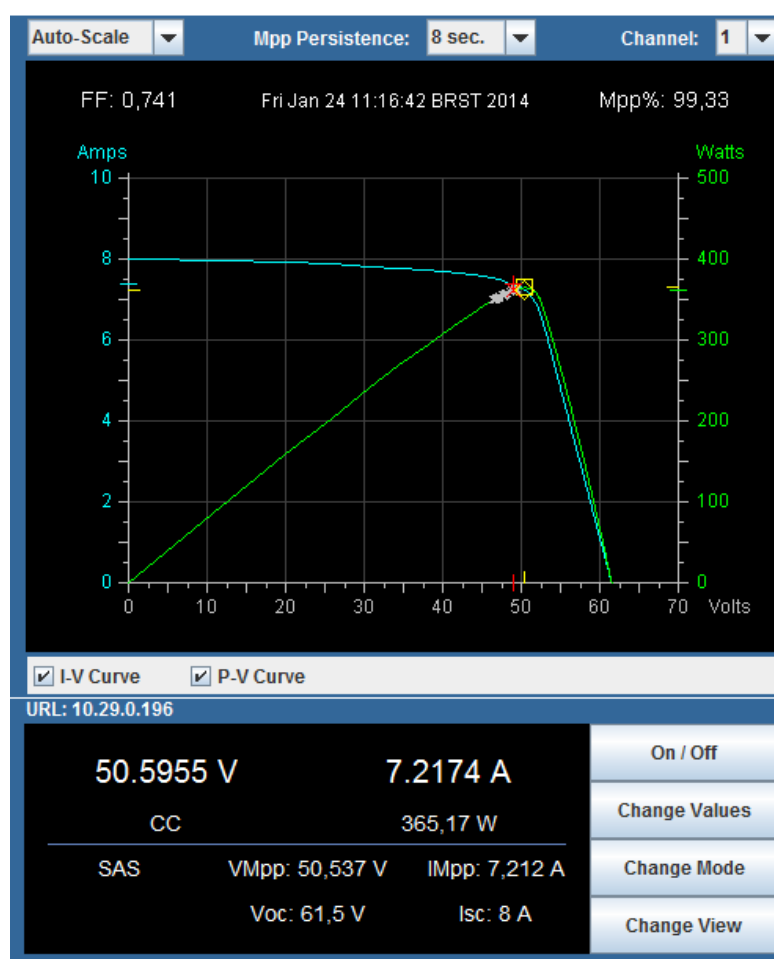 Auto-Scale Mpp Persistence: 8 sec. Channel: 1
FF: 0,741 Fri Jan 24 11:16:42 BRST 2014 Mpp%: 99,33
Amps Watts
10 500
8 400
6 300
4 200
2 100
0 0
0 10 20 30 40 50 60 70 Volts
I-V Curve P-V Curve
URL: 10.29.0.196
50.5955 V 7.2174 A On / Off
CC 365,17 W Change Values
SAS VMpp: 50,537 V IMpp: 7,212 A Change Mode
Voc: 61,5 V Isc: 8 A Change View